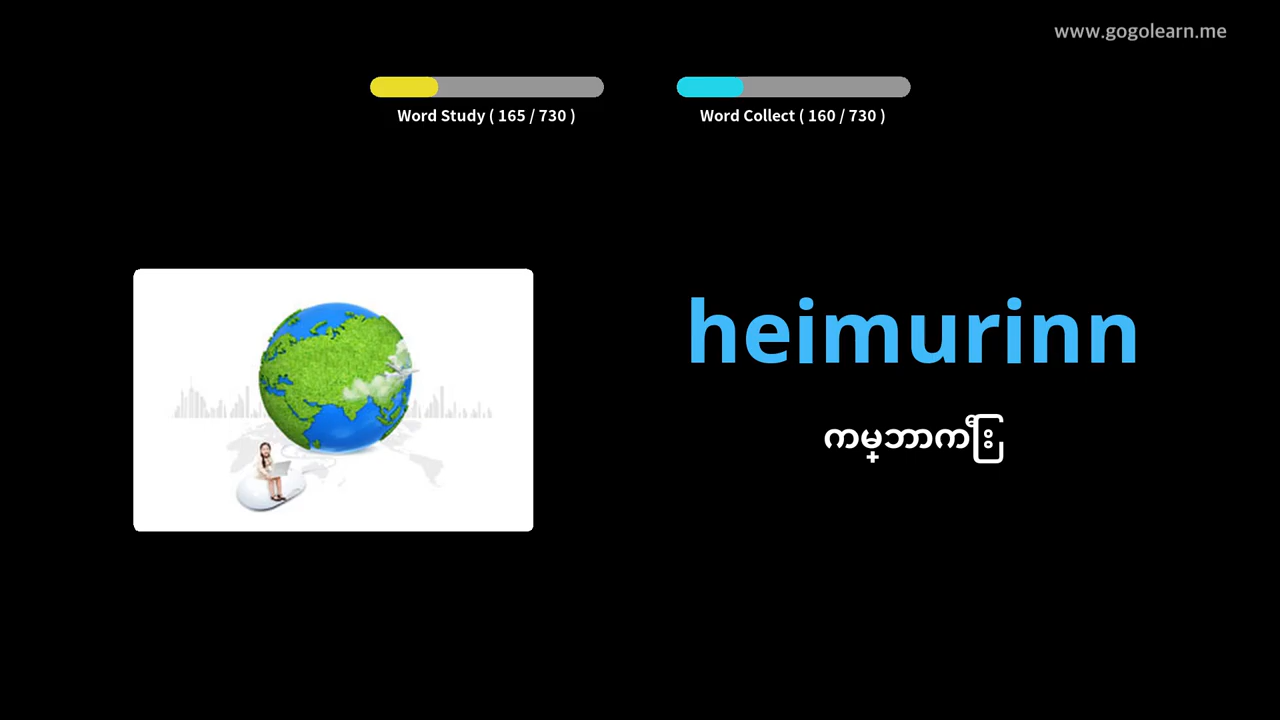 www.gogolearn.me
Word Study ( 165 / 730 )
Word Collect ( 160 / 730 )
heimurinn
ကမ္ဘာကြီး